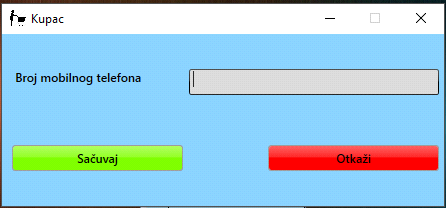 Kupac
Broj mobilnog telefona
Sačuvaj
Otkaži